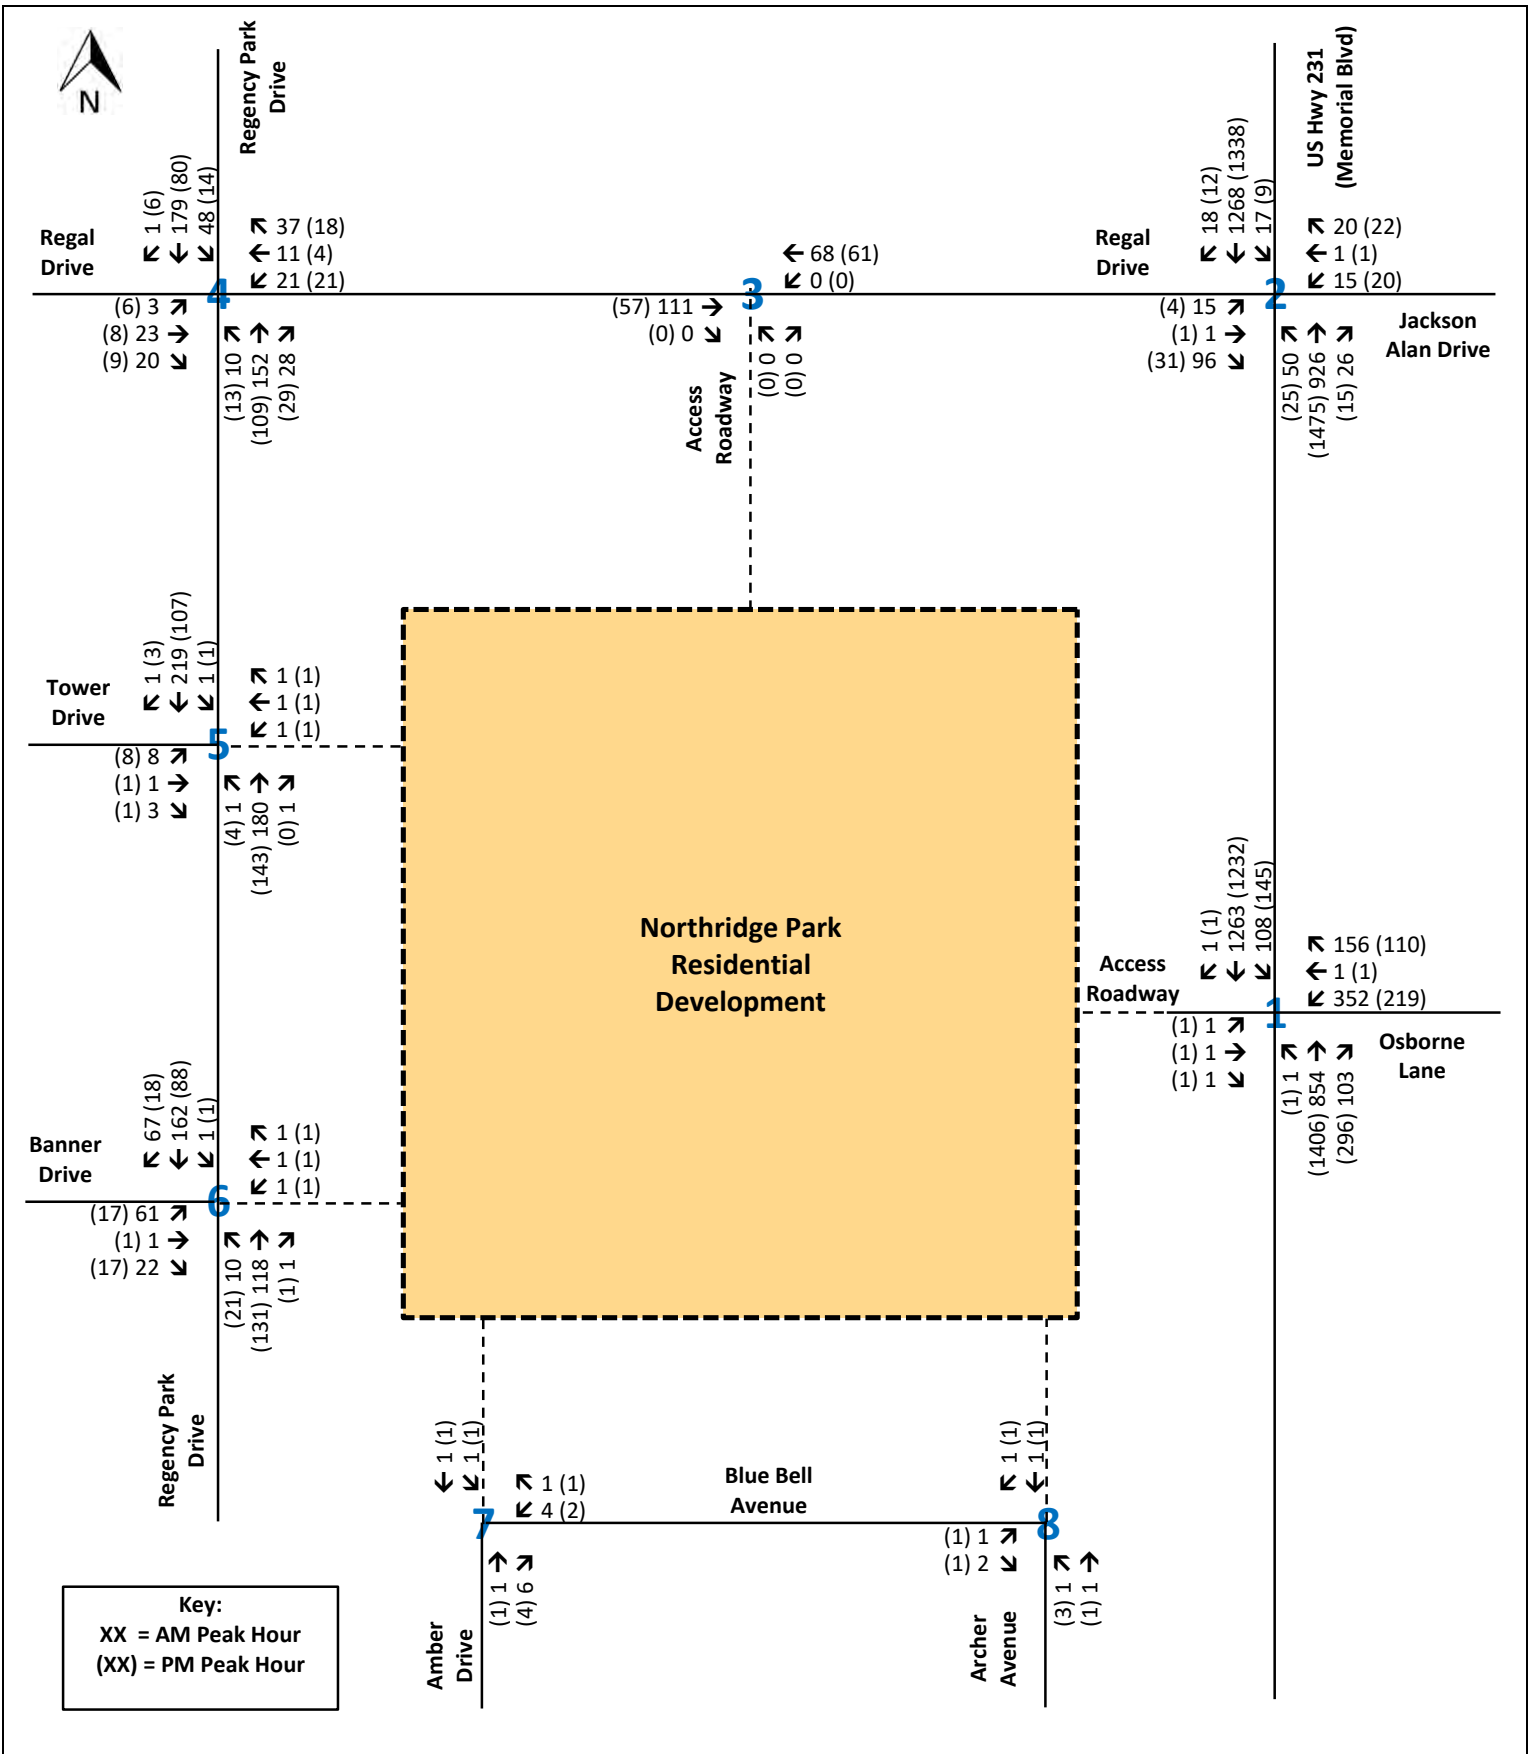 N
Regency Park
Drive
US Hwy 231
(Memorial Blvd)
Regal
Drive
1 (6)
179 (80)
48 (14)
37 (18)
11 (4)
21 (21)
4
(6) 3
(8) 23
(9) 20
(13) 10
(109) 152
(29) 28
68 (61)
0 (0)
3
(57) 111
(0) 0
(0) 0
(0) 0
Access
Roadway
Regal
Drive
18 (12)
1268 (1338)
17 (9)
20 (22)
1 (1)
15 (20)
2
(4) 15
(1) 1
(31) 96
(25) 50
(1475) 926
(15) 26
Jackson
Alan Drive
Tower
Drive
1 (3)
219 (107)
1 (1)
1 (1)
1 (1)
1 (1)
5
(8) 8
(1) 1
(1) 3
(4) 1
(143) 180
(0) 1
Northridge Park
Residential
Development
Access
Roadway
1 (1)
1263 (1232)
108 (145)
156 (110)
1 (1)
352 (219)
1
(1) 1
(1) 1
(1) 1
(1) 1
(1406) 854
(296) 103
Osborne
Lane
Banner
Drive
67 (18)
162 (88)
1 (1)
1 (1)
1 (1)
1 (1)
6
(17) 61
(1) 1
(17) 22
(21) 10
(131) 118
(1) 1
Regency Park
Drive
1 (1)
1 (1)
1 (1)
4 (2)
7
(1) 1
(4) 6
Amber
Drive
Blue Bell
Avenue
1 (1)
1 (1)
8
(1) 1
(1) 2
(3) 1
(1) 1
Archer
Avenue
Key:
XX = AM Peak Hour
(XX) = PM Peak Hour